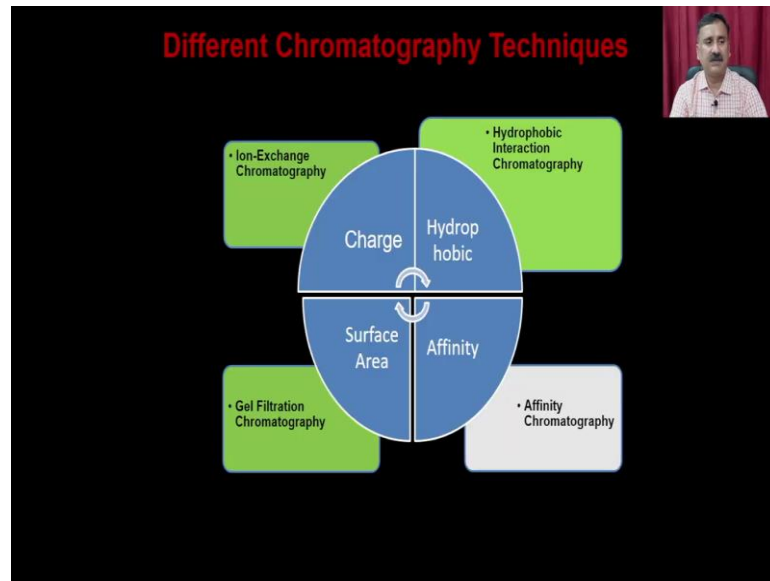 Different Chromatography Techniques
• Ion-Exchange
Chromatography
• Hydrophobic
Interaction
Chromatography
Charge
Hydrop
hobic
Surface
Area
Affinity
• Gel Filtration
Chromatography
• Affinity
Chromatography